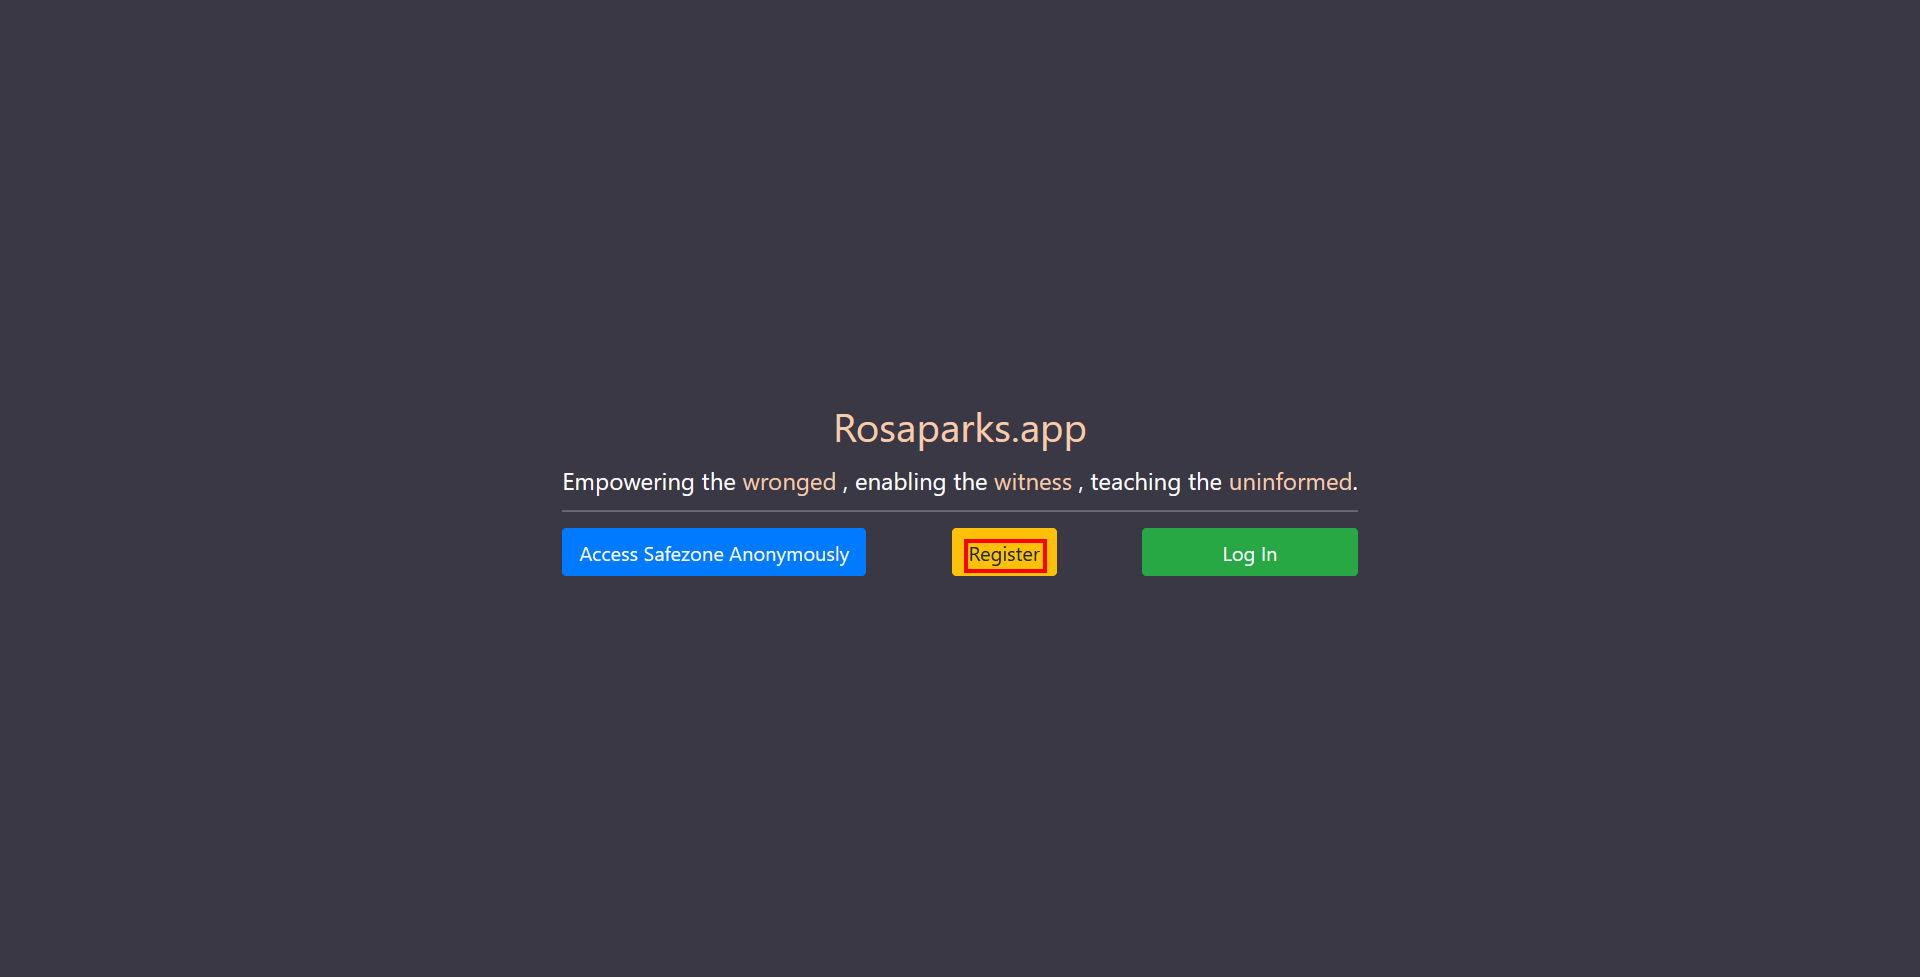 Rosaparks.app
Empowering the wronged , enabling the witness , teaching the uninformed.
Access Safezone Anonymously
Register
Log In